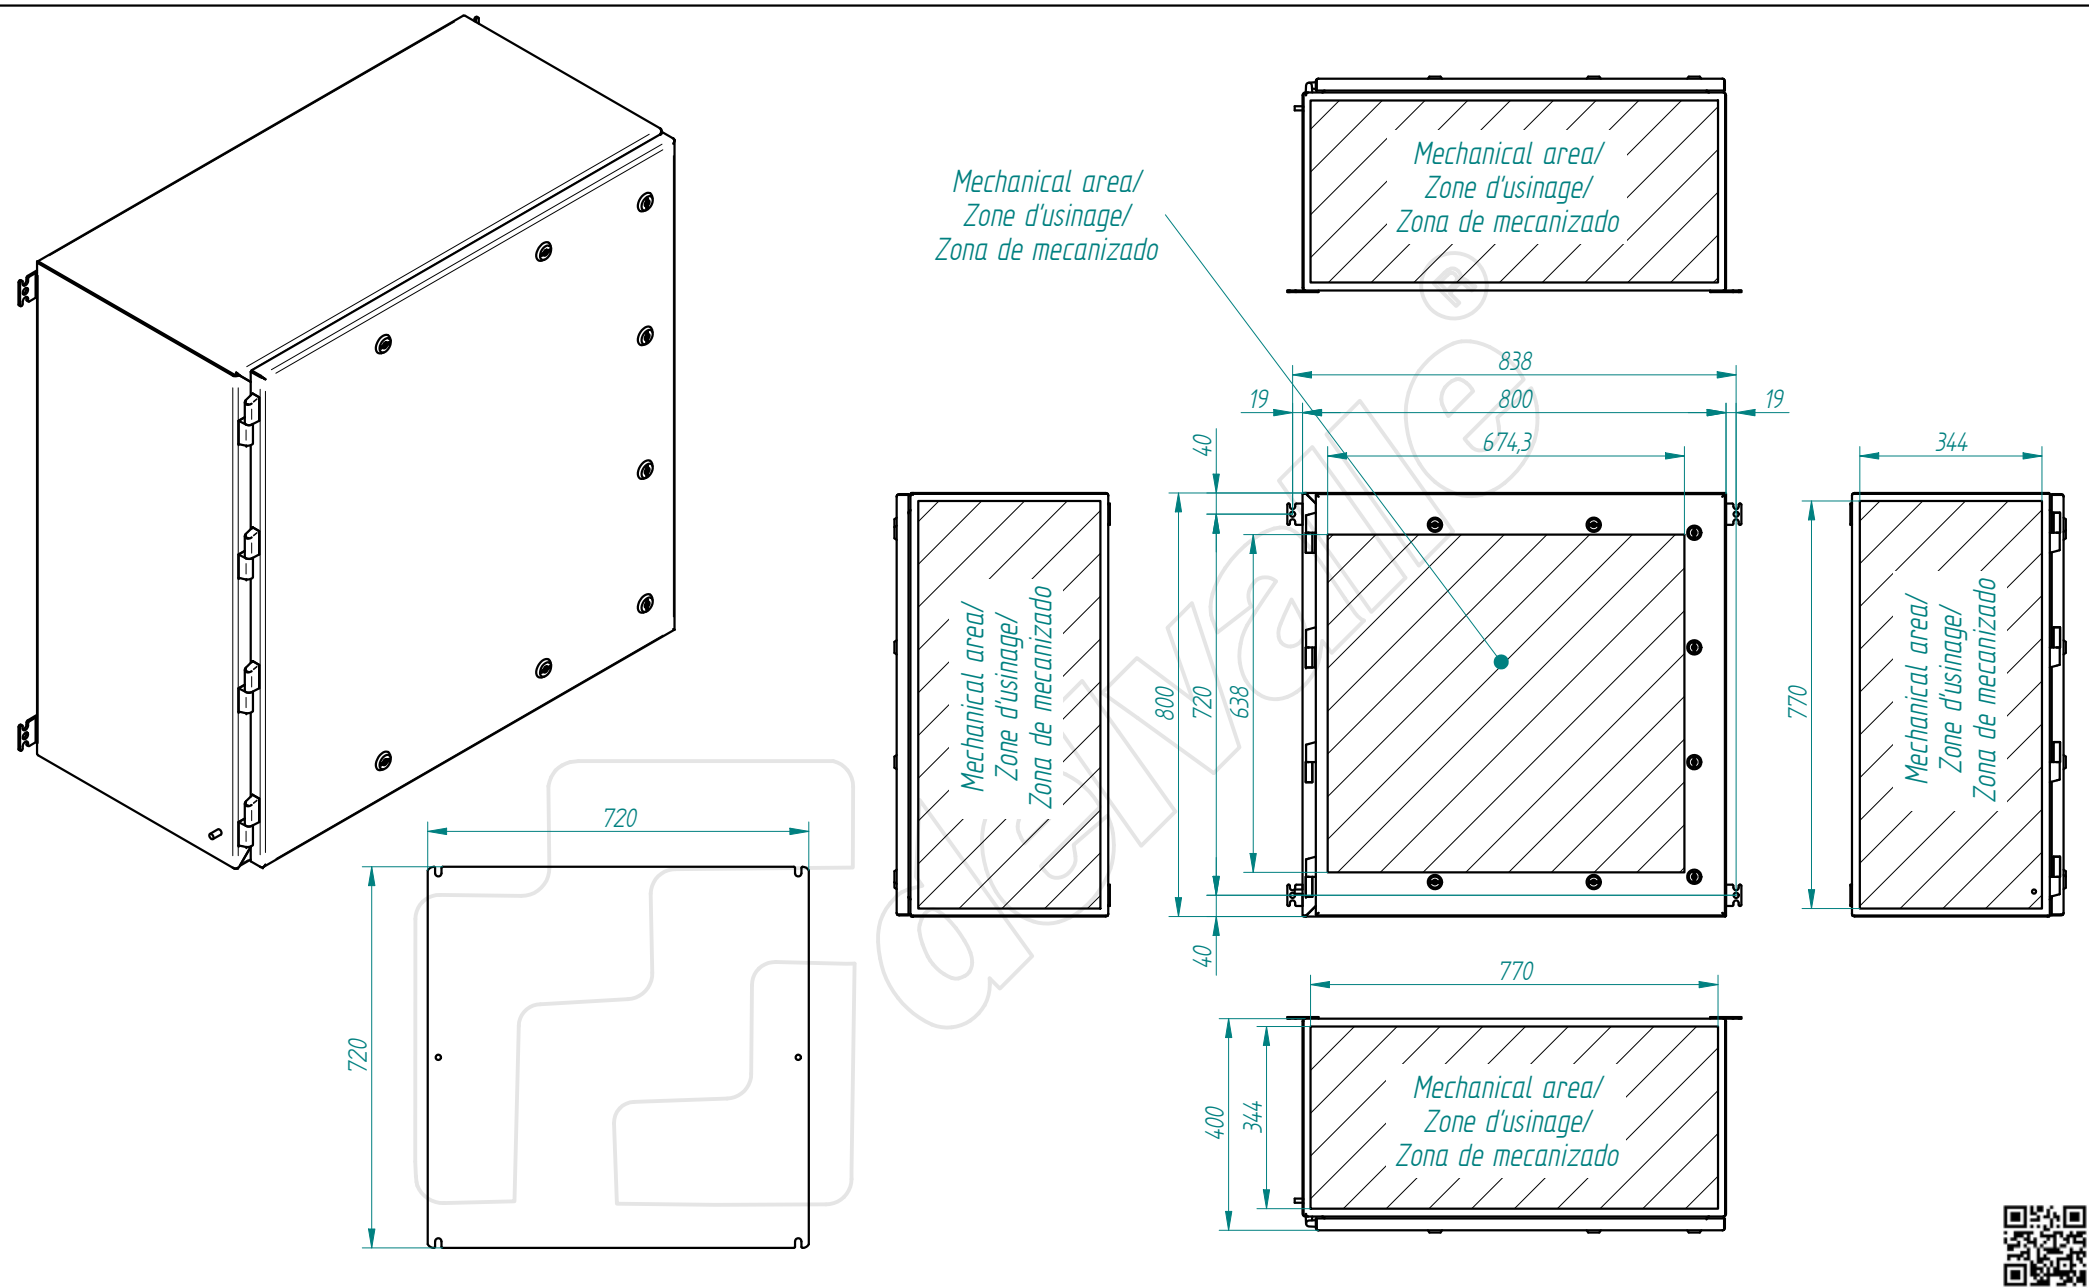 Mechanical area/
Zone d'usinage/
Zona de mecanizado
Mechanical area/
Zone d'usinage/
Zona de mecanizado
®
838
19
800
19
40
674,3
344
delvalle
Mechanical area/
Zone d'usinage/
Zona de mecanizado
800
720
638
770
Mechanical area/
Zone d'usinage/
Zona de mecanizado
720
40
770
720
400
344
Mechanical area/
Zone d'usinage/
Zona de mecanizado